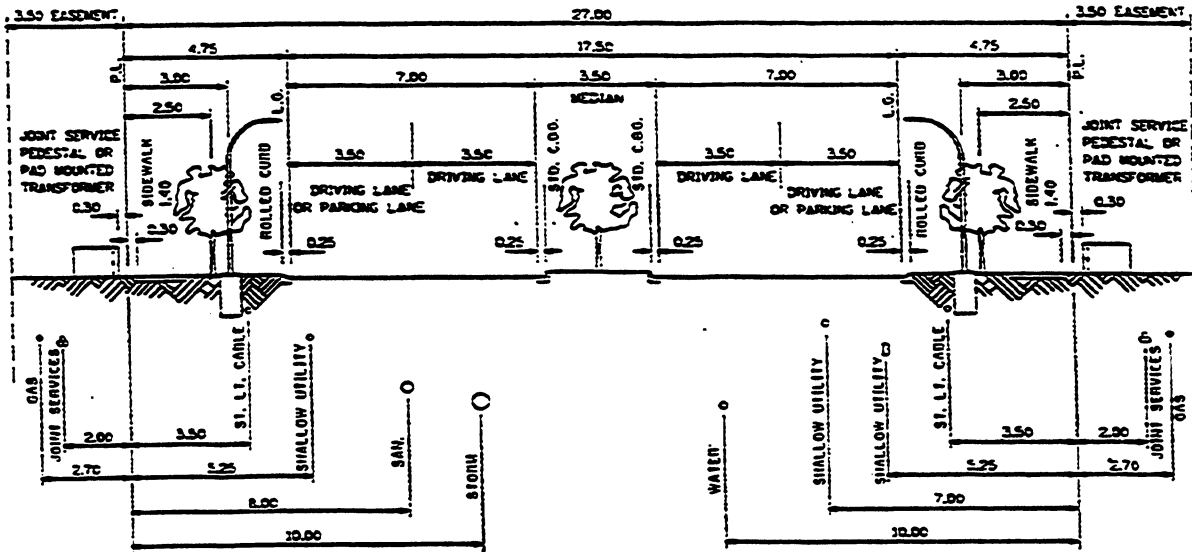 3.50 EASEMENT
27.00
3.50 EASEMENT
4.75
17.50
4.75
P.L.
3.00
7.00
3.50
7.00
3.00
P.L.
MEDIAN
2.50
L.G.
L.G.
2.50
JOINT SERVICE
PEDESTAL OR
PAD MOUNTED
TRANSFORMER
SIDEWALK
1.40
ROLLED CURB
3.50
3.50
DRIVING LANE
OR PARKING LANE
DRIVING LANE
STD. C.&G.
STD. C.&G.
3.50
3.50
DRIVING LANE
DRIVING LANE
OR PARKING LANE
ROLLED CURB
SIDEWALK
1.40
JOINT SERVICE
PEDESTAL OR
PAD MOUNTED
TRANSFORMER
0.30
0.30
0.25
0.25
0.25
0.25
0.30
0.30
GAS
JOINT SERVICES
ST. LT. CABLE
SHALLOW UTILITY
SAN.
STORM
WATER
SHALLOW UTILITY
SHALLOW UTILITY
ST. LT. CABLE
JOINT SERVICES
GAS
2.00
3.50
3.50
2.00
2.70
5.25
5.25
2.70
8.00
7.00
10.00
10.00